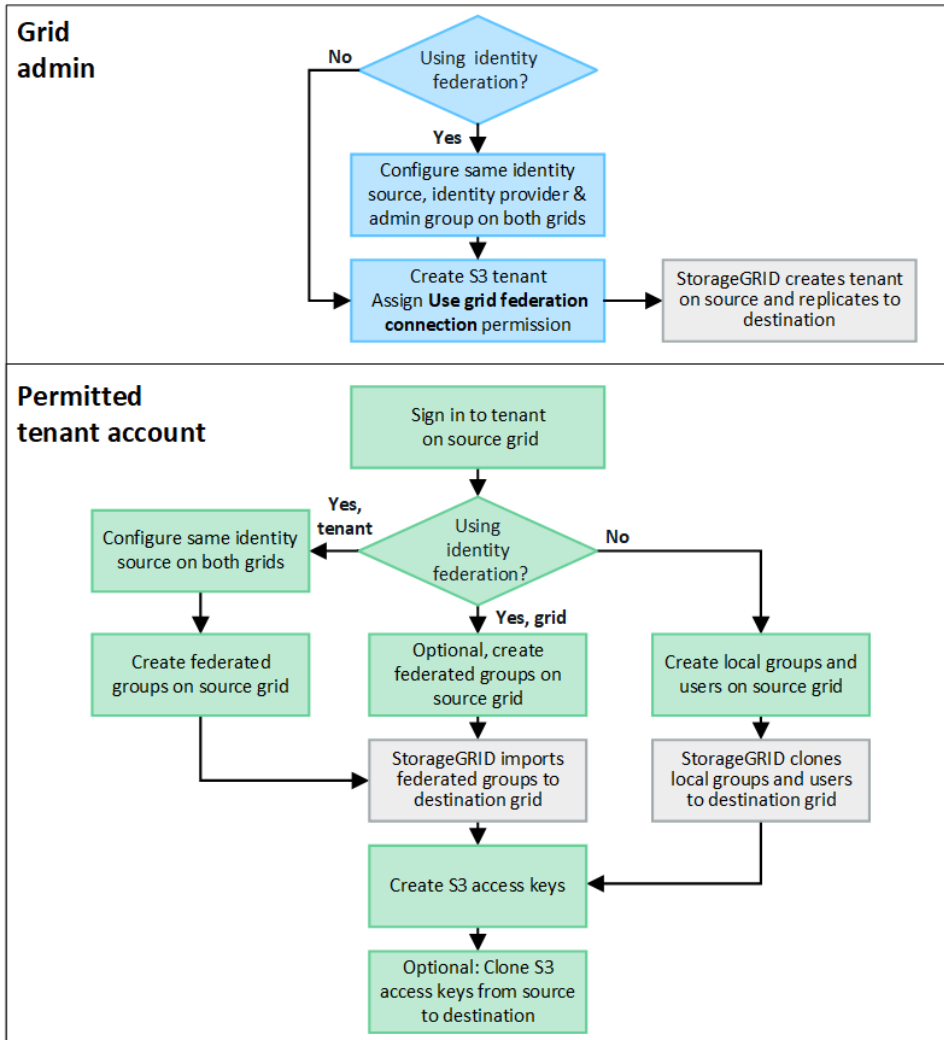 Grid
admin
Using identity
federation?
No
Yes
Configure same identity
source, identity provider &
admin group on both grids
Create S3 tenant
Assign Use grid federation
connection permission
StorageGRID creates tenant
on source and replicates to
destination
Permitted
tenant account
Sign in to tenant
on source grid
Using
identity
federation?
Yes,
tenant
No
Yes, grid
Configure same identity
source on both grids
Create federated
groups on source grid
Optional, create
federated groups on
source grid
Create local groups and
users on source grid
StorageGRID imports
federated groups to
destination grid
StorageGRID clones
local groups and users
to destination grid
Create S3 access keys
Optional: Clone S3
access keys from source
to destination